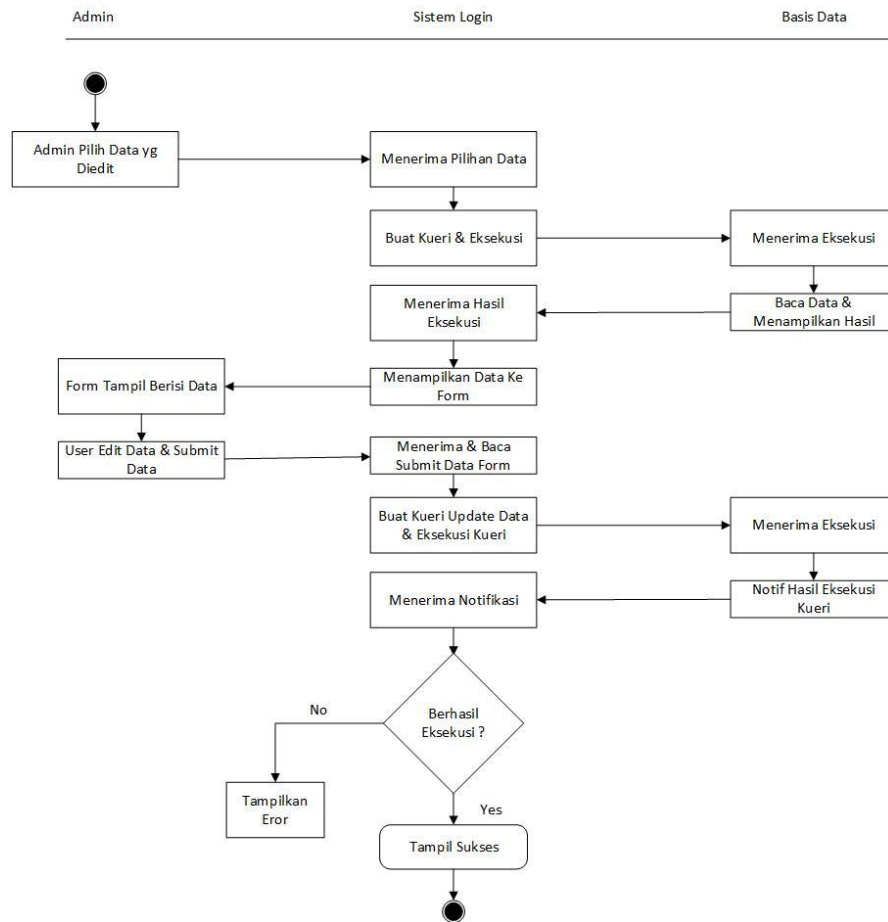 Admin
Sistem Login
Basis Data
Admin Pilih Data yg
Diedit
Menerima Pilihan Data
Buat Kueri & Eksekusi
Menerima Eksekusi
Baca Data &
Menampilkan Hasil
Menerima Hasil
Eksekusi
Menampilkan Data Ke
Form
Form Tampil Berisi Data
User Edit Data & Submit
Data
Menerima & Baca
Submit Data Form
Buat Kueri Update Data
& Eksekusi Kueri
Menerima Eksekusi
Notif Hasil Eksekusi
Kueri
Menerima Notifikasi
Berhasil
Eksekusi ?
No
Tampilkan
Eror
Yes
Tampil Sukses